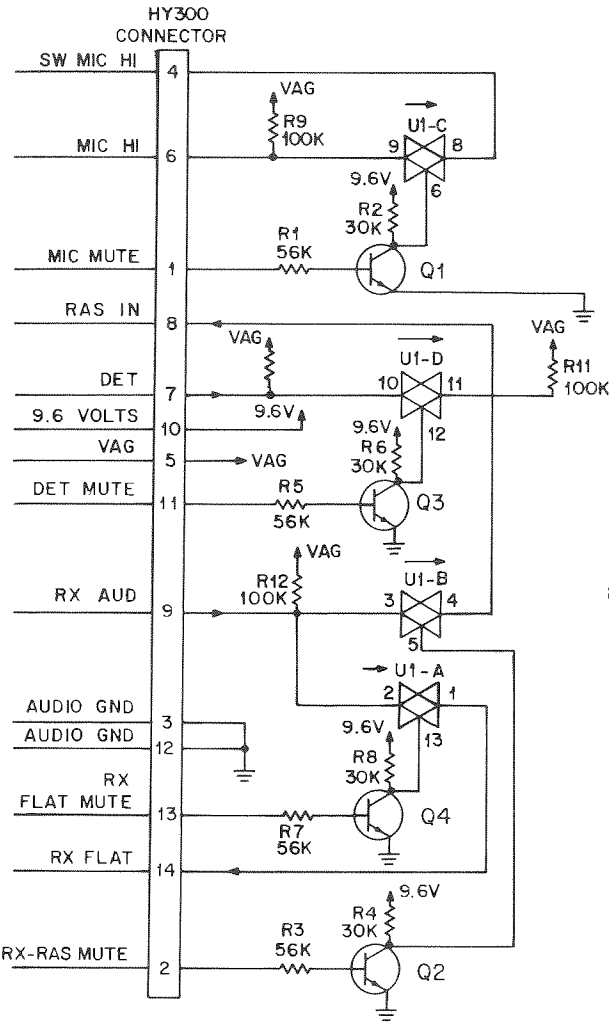 HY300
CONNECTOR
SW MIC HI
4
VAG
R9
100K
U1-C
MIC HI
6
9
8
6
9.6V
R2
30K
R1
56K
MIC MUTE
1
Q1
RAS IN
8
VAG
U1-D
VAG
R11
100K
DET
7
10
11
9.6V
12
9.6 VOLTS
10
9.6V
R6
30K
VAG
5
VAG
DET MUTE
11
R5
56K
Q3
VAG
R12
100K
U1-B
RX AUD
9
3
4
5
U1-A
2
1
13
AUDIO GND
3
9.6V
AUDIO GND
12
R8
30K
RX
FLAT MUTE
13
R7
56K
Q4
RX FLAT
14
9.6V
R4
30K
R3
56K
RX-RAS MUTE
2
Q2